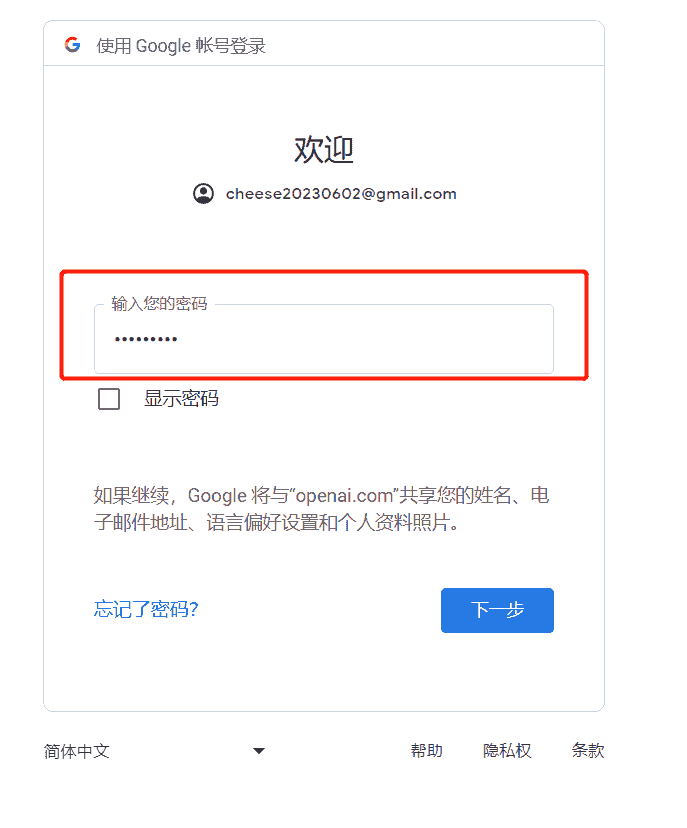 使用 Google 帐号登录
欢迎
cheese20230602@gmail.com
输入您的密码
•••••••••
显示密码
如果继续，Google 将与“openai.com”共享您的姓名、电
子邮件地址、语言偏好设置和个人资料照片。
忘记了密码？
下一步
简体中文
帮助
隐私权
条款